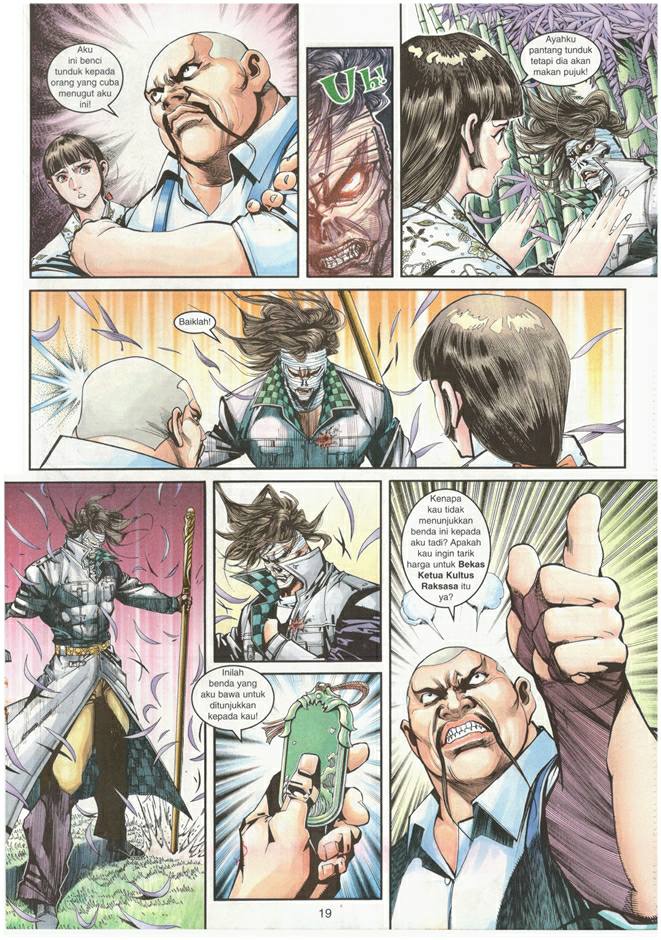 Aku
ini benci
tunduk kepada
orang yang cuba
menugut aku
ini!
Uh!
Ayahku
pantang tunduk
tetapi dia akan
makan pujuk!
Baiklah!
Inilah
benda yang
aku bawa untuk
ditunjukkan
kepada kau!
Kenapa
kau tidak
menunjukkan
benda ini kepada
aku tadi? Apakah
kau ingin tarik
harga untuk Bekas
Ketua Kultus
Raksasa itu
ya?
19